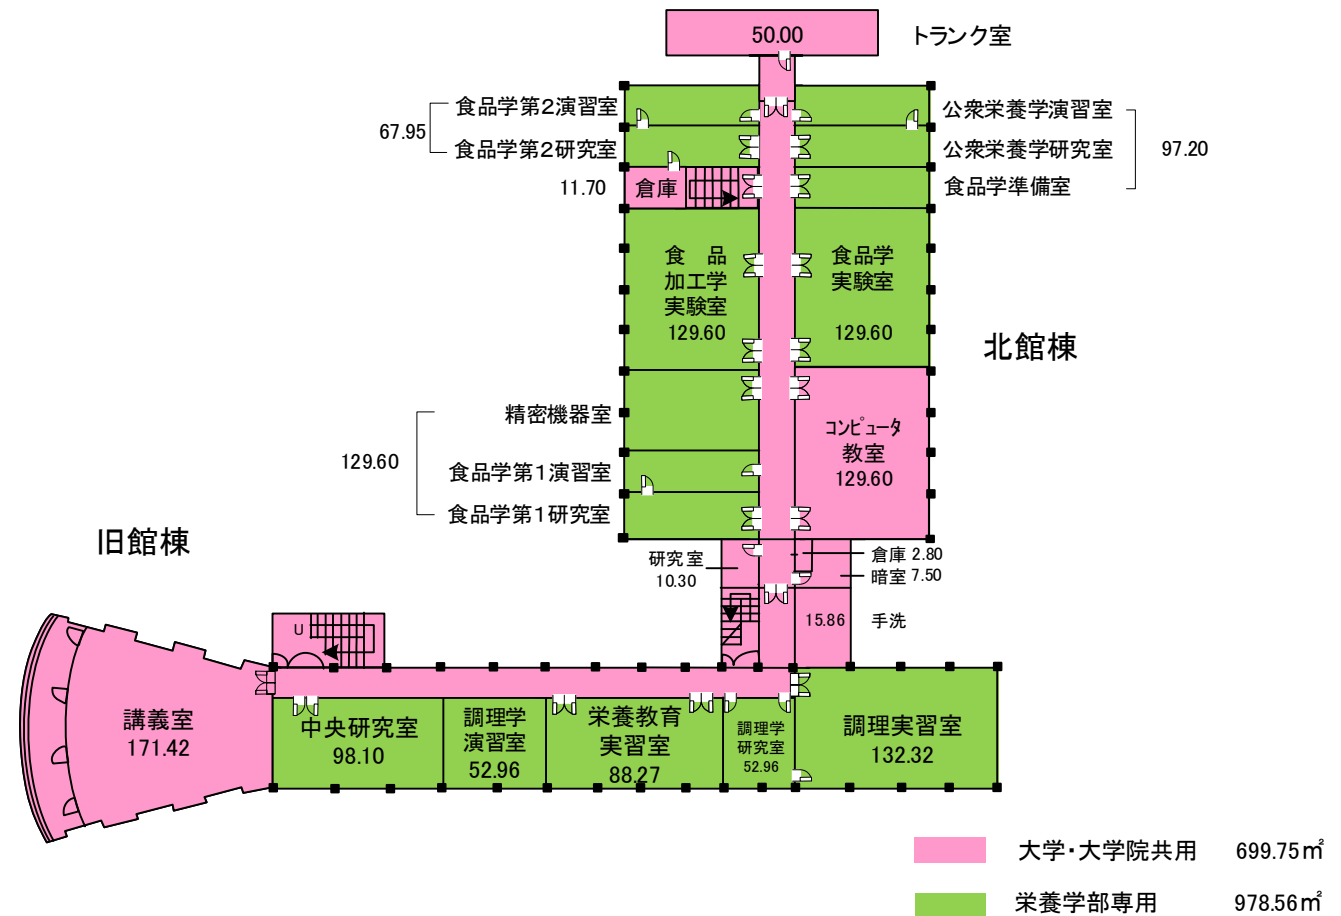 50.00
トランク室
食品学第2演習室
67.95
食品学第2研究室
11.70
倉庫
公衆栄養学演習室
公衆栄養学研究室
97.20
食品学準備室
食 品
加工学
実験室
129.60
食品学
実験室
129.60
北館棟
精密機器室
129.60
食品学第1演習室
食品学第1研究室
コンピュータ
教室
129.60
旧館棟
研究室
10.30
倉庫 2.80
暗室 7.50
15.86
手洗
U
講義室
171.42
中央研究室
98.10
調理学
演習室
52.96
栄養教育
実習室
88.27
調理学
研究室
52.96
調理実習室
132.32
大学・大学院共用 699.75㎡
栄養学部専用 978.56㎡